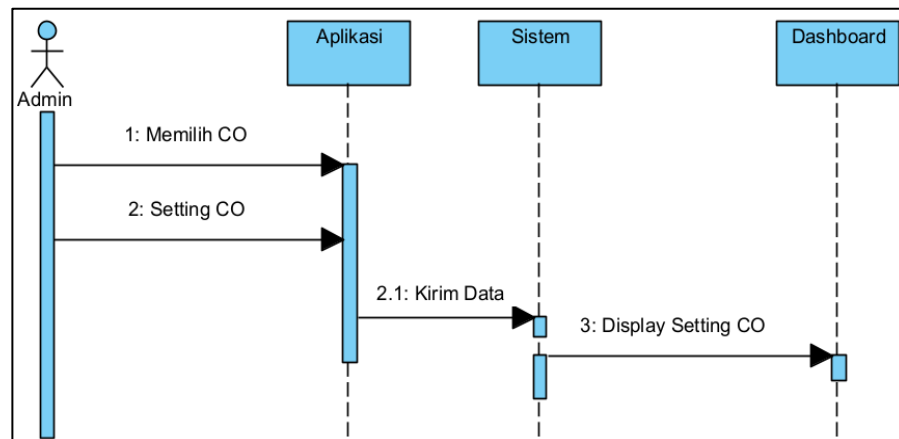 Aplikasi
Sistem
Dashboard
Admin
1: Memilih CO
2: Setting CO
2.1: Kirim Data
3: Display Setting CO